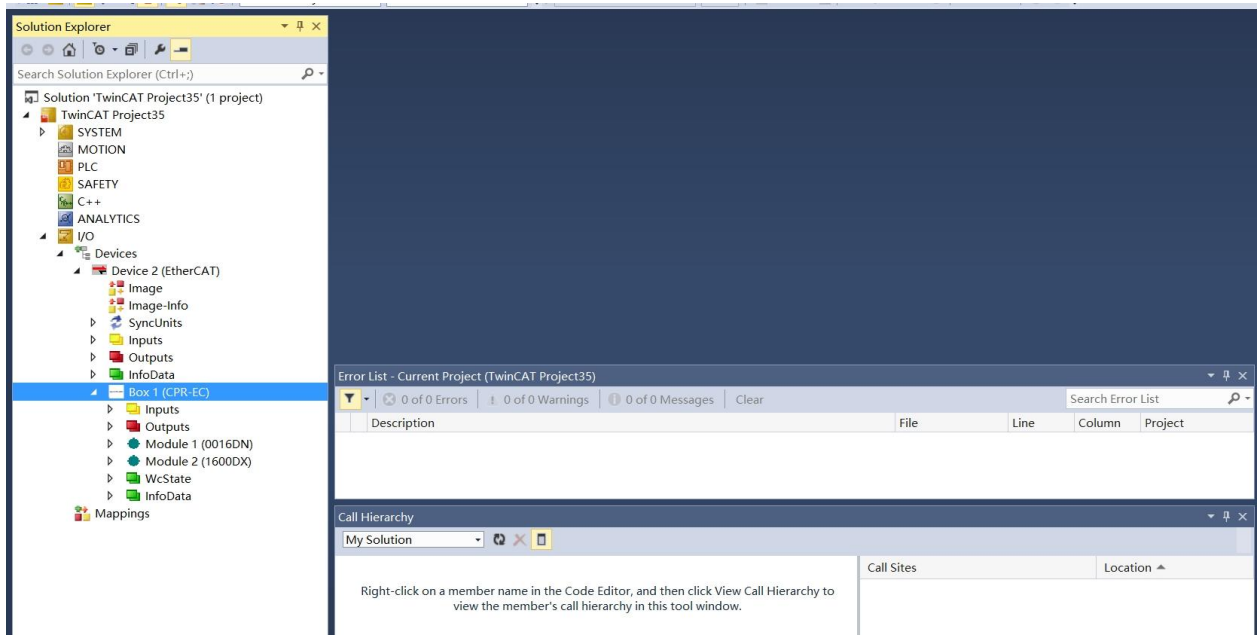 Solution Explorer
Search Solution Explorer (Ctrl+;)
Solution 'TwinCAT Project35' (1 project)
TwinCAT Project35
SYSTEM
MOTION
PLC
SAFETY
C++
ANALYTICS
I/O
Devices
Device 2 (EtherCAT)
Image
Image-Info
SyncUnits
Inputs
Outputs
InfoData
Box 1 (CPR-EC)
Inputs
Outputs
Module 1 (0016DN)
Module 2 (1600DX)
WcState
InfoData
Mappings
Error List - Current Project (TwinCAT Project35)
0 of 0 Errors 0 of 0 Warnings 0 of 0 Messages Clear Search Error List
Description File Line Column Project
Call Hierarchy
My Solution
Call Sites Location
Right-click on a member name in the Code Editor, and then click View Call Hierarchy to
view the member's call hierarchy in this tool window.